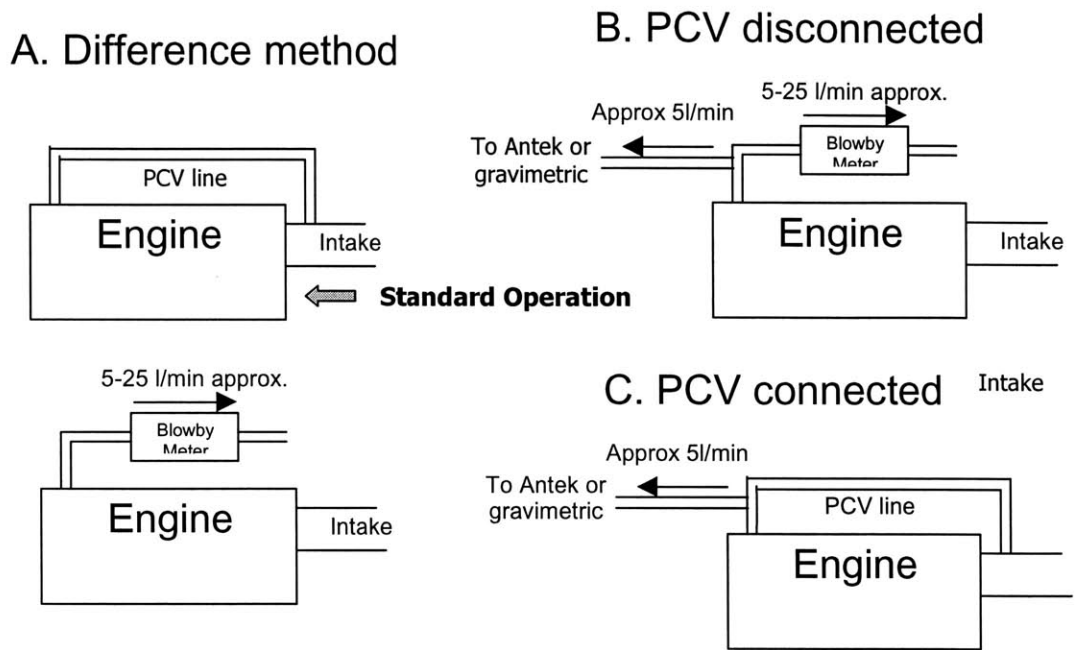 A. Difference method
PCV line
Engine
Intake
Standard Operation
5-25 l/min approx.
Blowby
Meter
Engine
Intake
B. PCV disconnected
5-25 l/min approx.
Approx 5l/min
To Antek or
gravimetric
Blowby
Meter
Engine
Intake
C. PCV connected
Intake
Approx 5l/min
To Antek or
gravimetric
PCV line
Engine